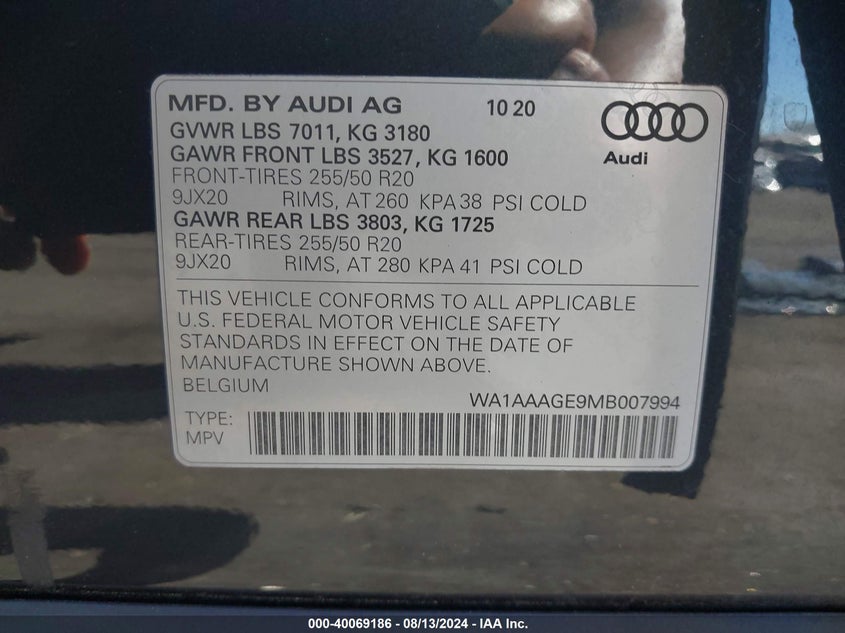 MFD. BY AUDI AG 10 20
GVWR LBS 7011, KG 3180
GAWR FRONT LBS 3527, KG 1600
Audi
FRONT-TIRES 255/50 R20
9JX20 RIMS, AT 260 KPA 38 PSI COLD
GAWR REAR LBS 3803, KG 1725
REAR-TIRES 255/50 R20
9JX20 RIMS, AT 280 KPA 41 PSI COLD
THIS VEHICLE CONFORMS TO ALL APPLICABLE
U.S. FEDERAL MOTOR VEHICLE SAFETY
STANDARDS IN EFFECT ON THE DATE OF
MANUFACTURE SHOWN ABOVE.
BELGIUM
WA1AAAGE9MB007994
TYPE:
MPV
000-40069186 - 08/13/2024 - IAA Inc.